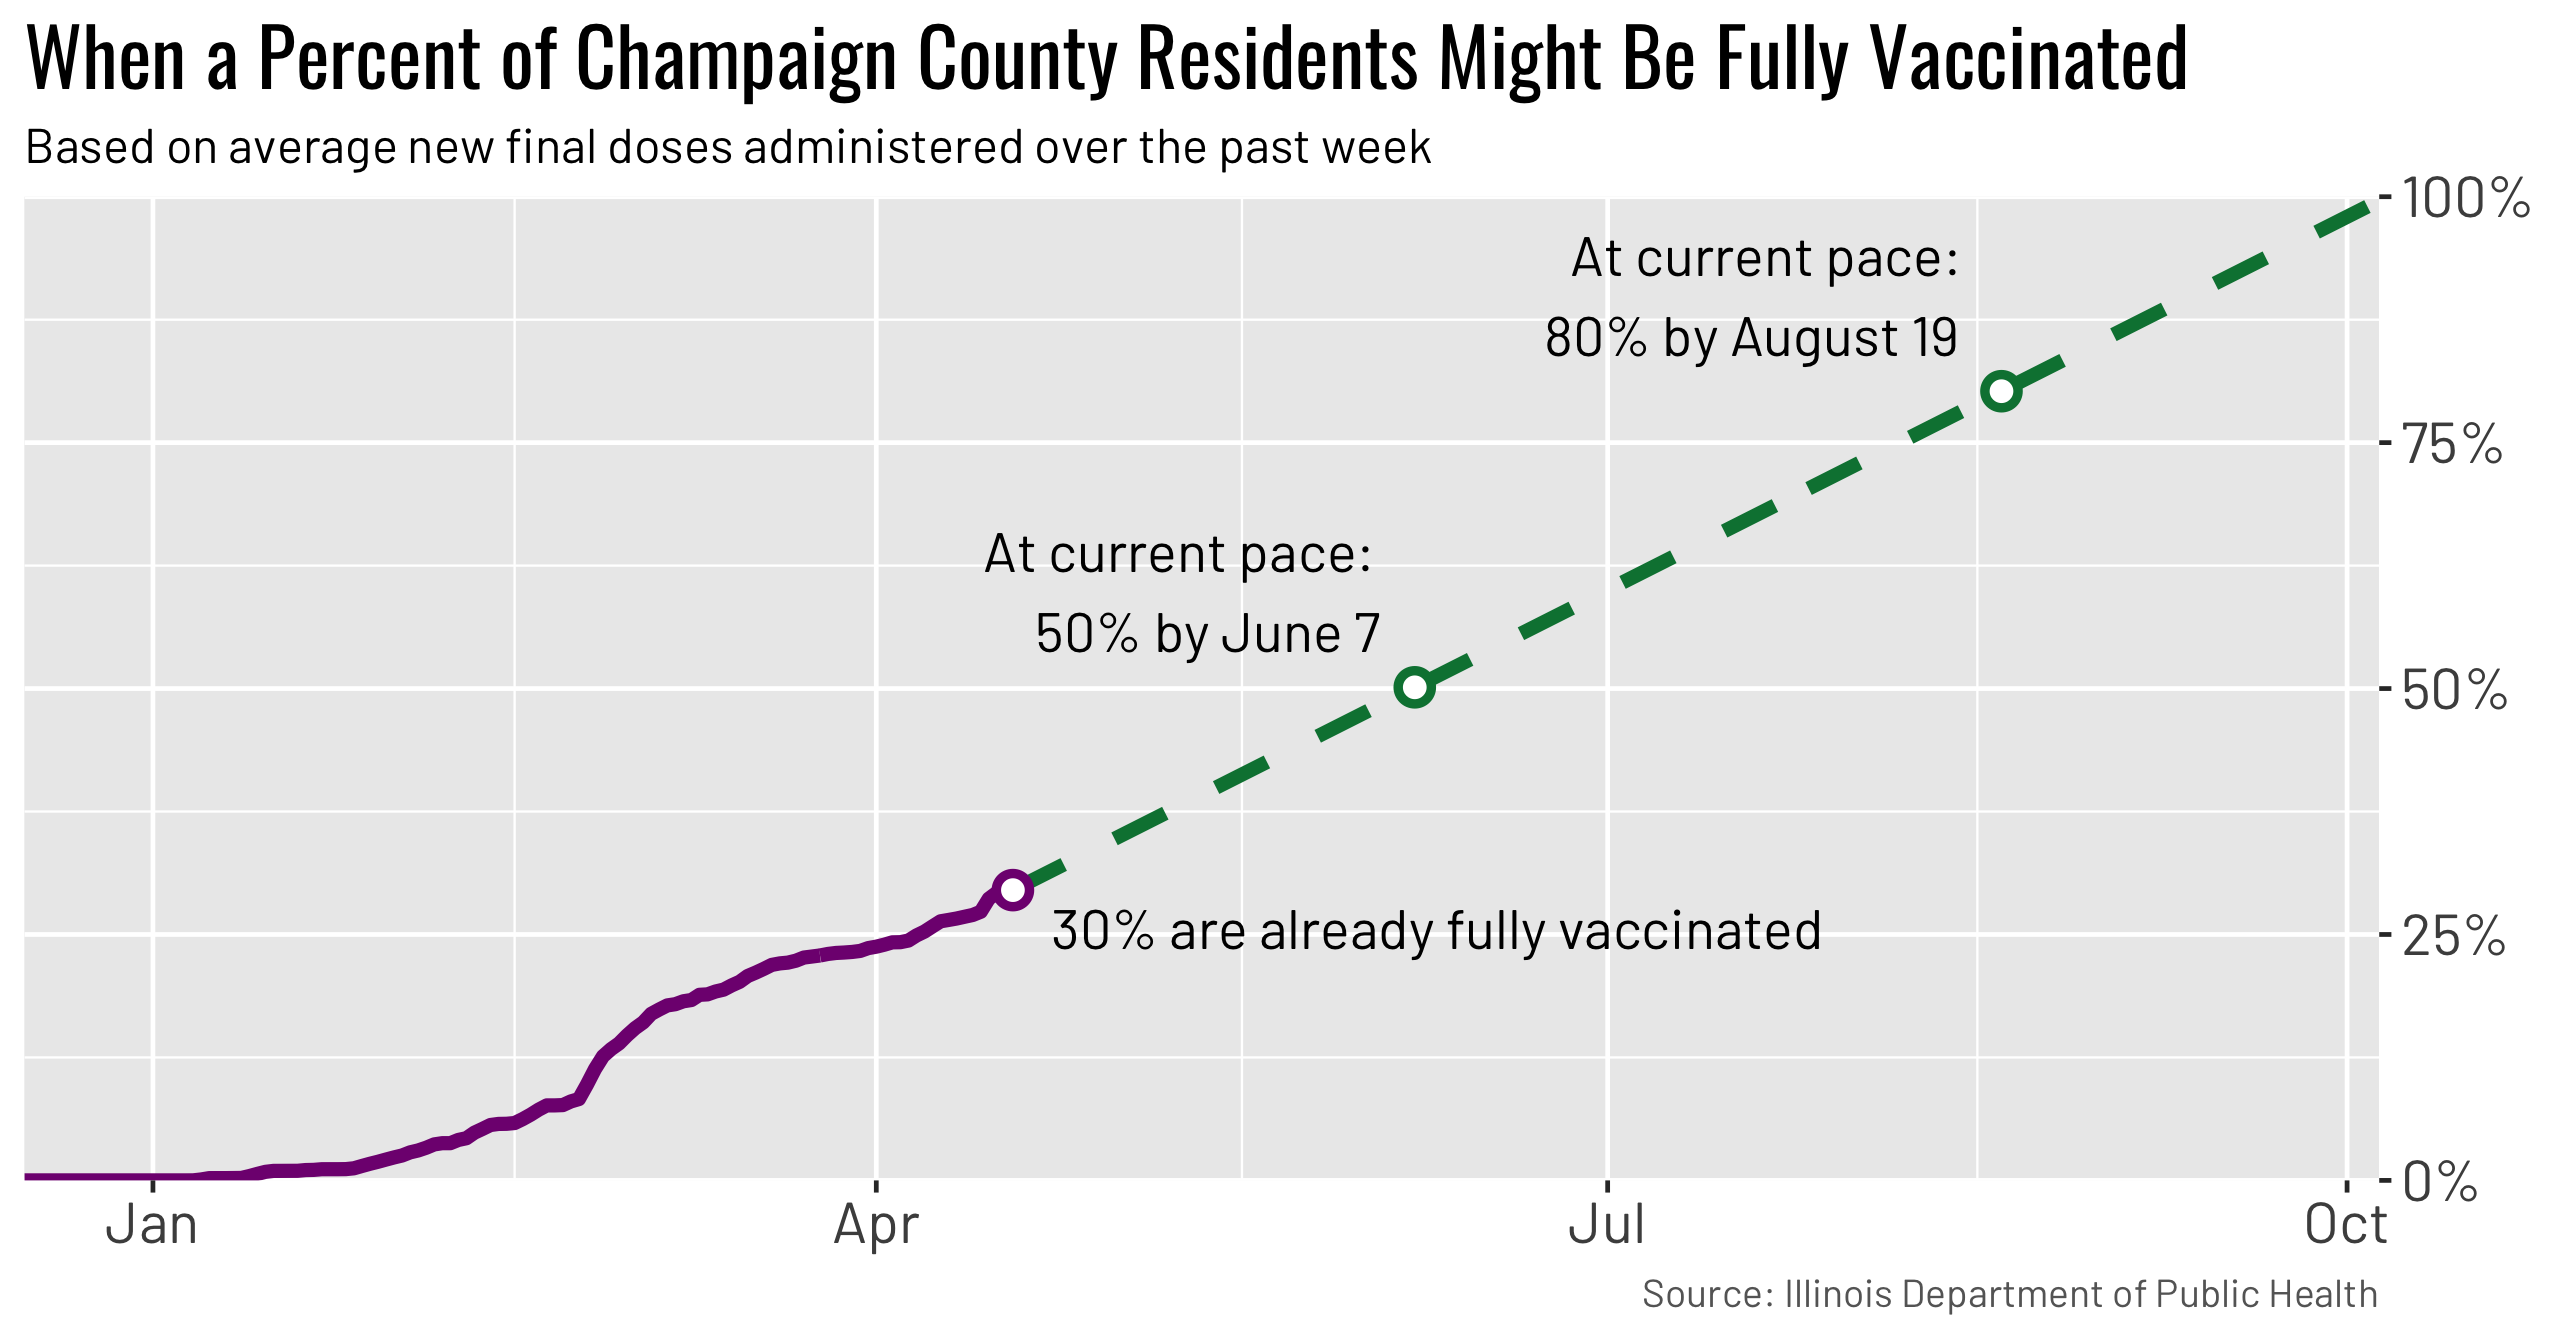 When a Percent of Champaign County Residents Might Be Fully Vaccinated
Based on average new final doses administered over the past week
100%
At current pace:
80% by August 19
75%
At current pace:
50% by June 7
50%
30% are already fully vaccinated
25%
0%
Jan
Apr
Jul
Oct
Source: Illinois Department of Public Health